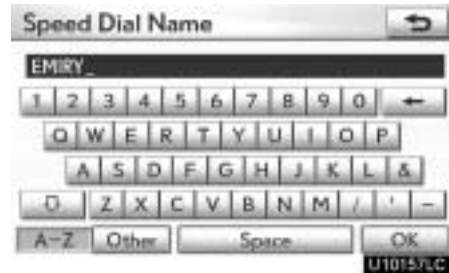 Speed Dial Name
EMIRY_
1 2 3 4 5 6 7 8 9 0 ←
Q W E R T Y U I O P
A S D F G H J K L &
Z X C V B N M / ' -
A-Z Other Space OK
U10157LC